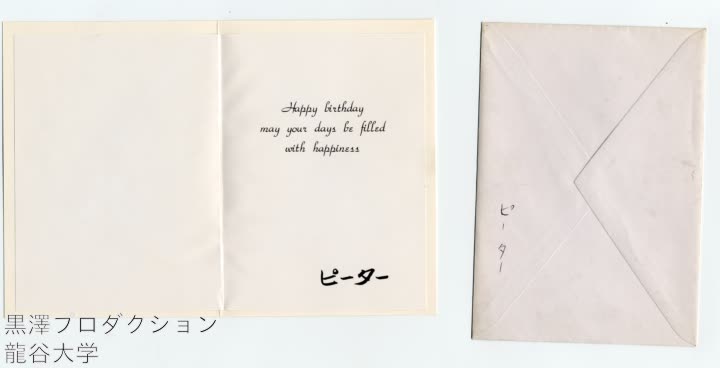 Happy birthday
may your days be filled
with happiness
ピーター
ピーター
黒澤プロダクション
龍谷大学